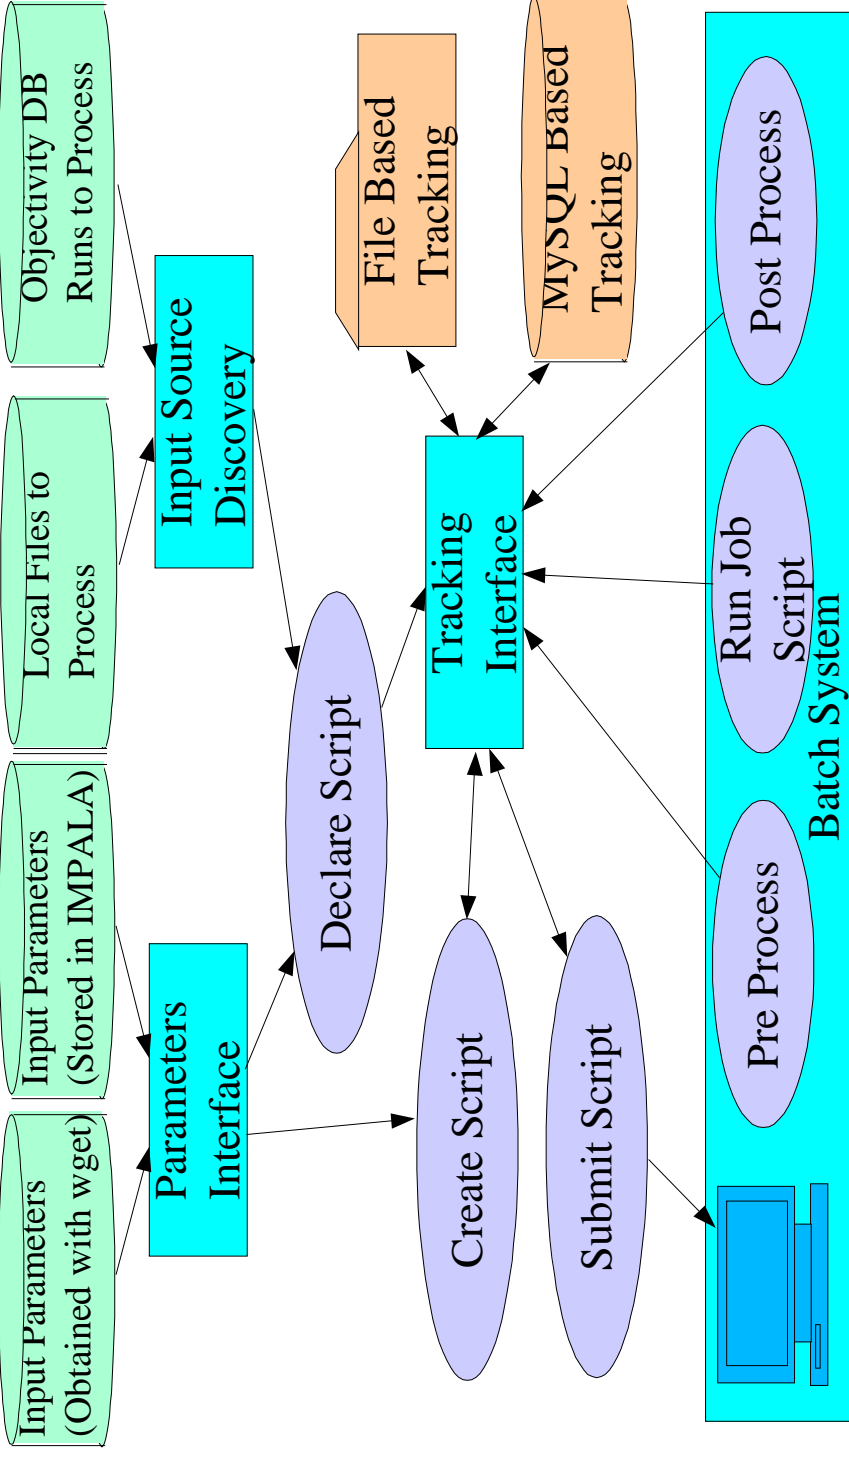 Input Parameters
(Obtained with wget)
Input Parameters
(Stored in IMPALA)
Local Files to
Process
Objectivity DB
Runs to Process
Parameters
Interface
Input Source
Discovery
Declare Script
File Based
Tracking
MySQL Based
Tracking
Create Script
Tracking
Interface
Submit Script
Pre Process
Run Job
Script
Post Process
Batch System